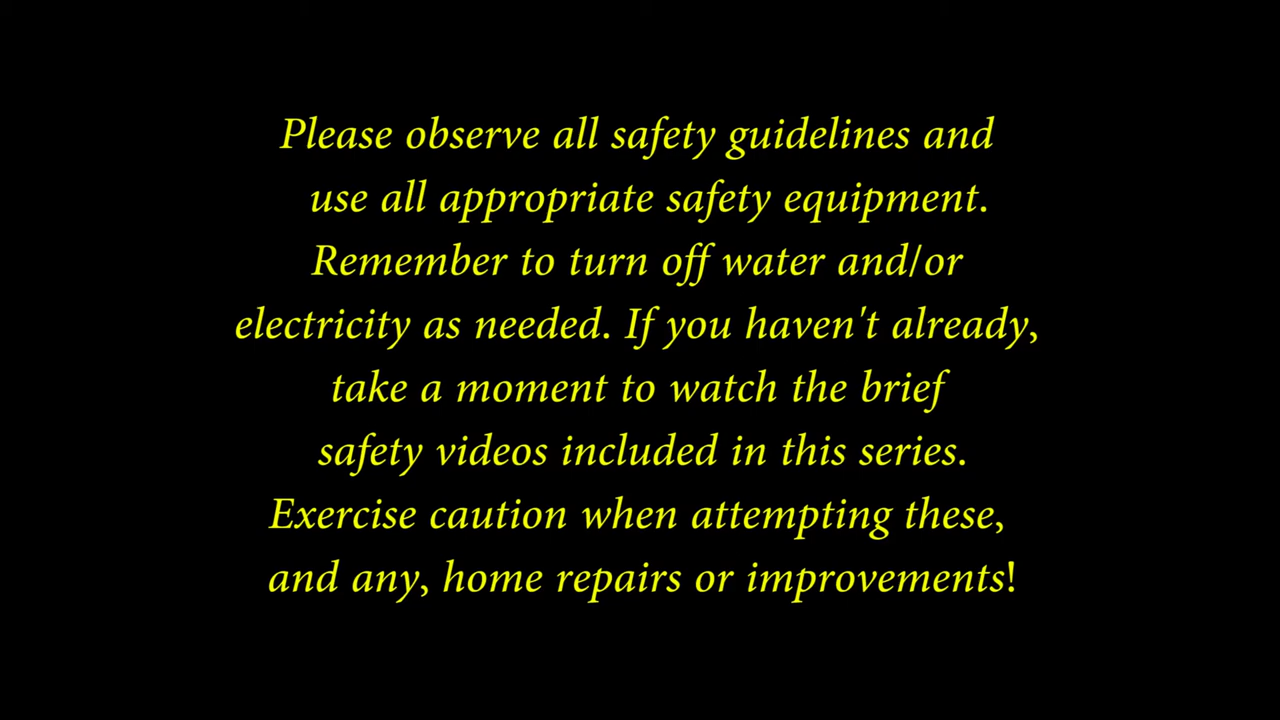 Please observe all safety guidelines and
use all appropriate safety equipment.
Remember to turn off water and/or
electricity as needed. If you haven't already,
take a moment to watch the brief
safety videos included in this series.
Exercise caution when attempting these,
and any, home repairs or improvements!